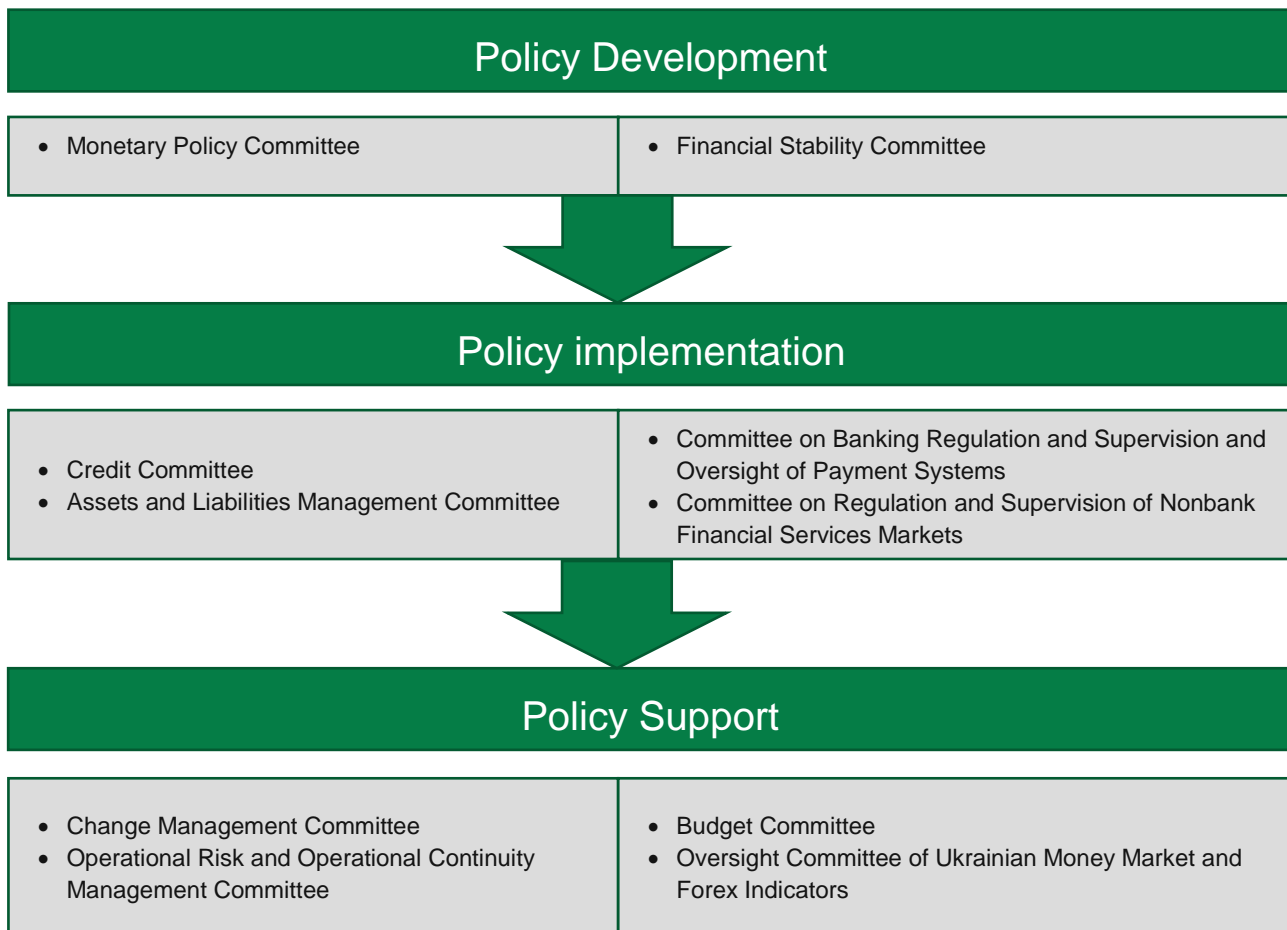 Policy Development
• Monetary Policy Committee
• Financial Stability Committee
Policy implementation
• Credit Committee
• Assets and Liabilities Management Committee
• Committee on Banking Regulation and Supervision and
Oversight of Payment Systems
• Committee on Regulation and Supervision of Nonbank
Financial Services Markets
Policy Support
• Change Management Committee
• Operational Risk and Operational Continuity
Management Committee
• Budget Committee
• Oversight Committee of Ukrainian Money Market and
Forex Indicators